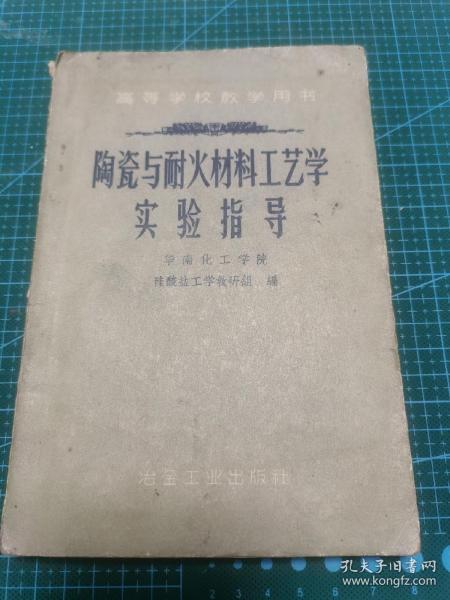 高等学校教学用书
陶瓷与耐火材料工艺学
实验指导
华南化工学院
硅酸盐工学教研组 编
冶金工业出版社
孔夫子旧书网
www.kongfz.com